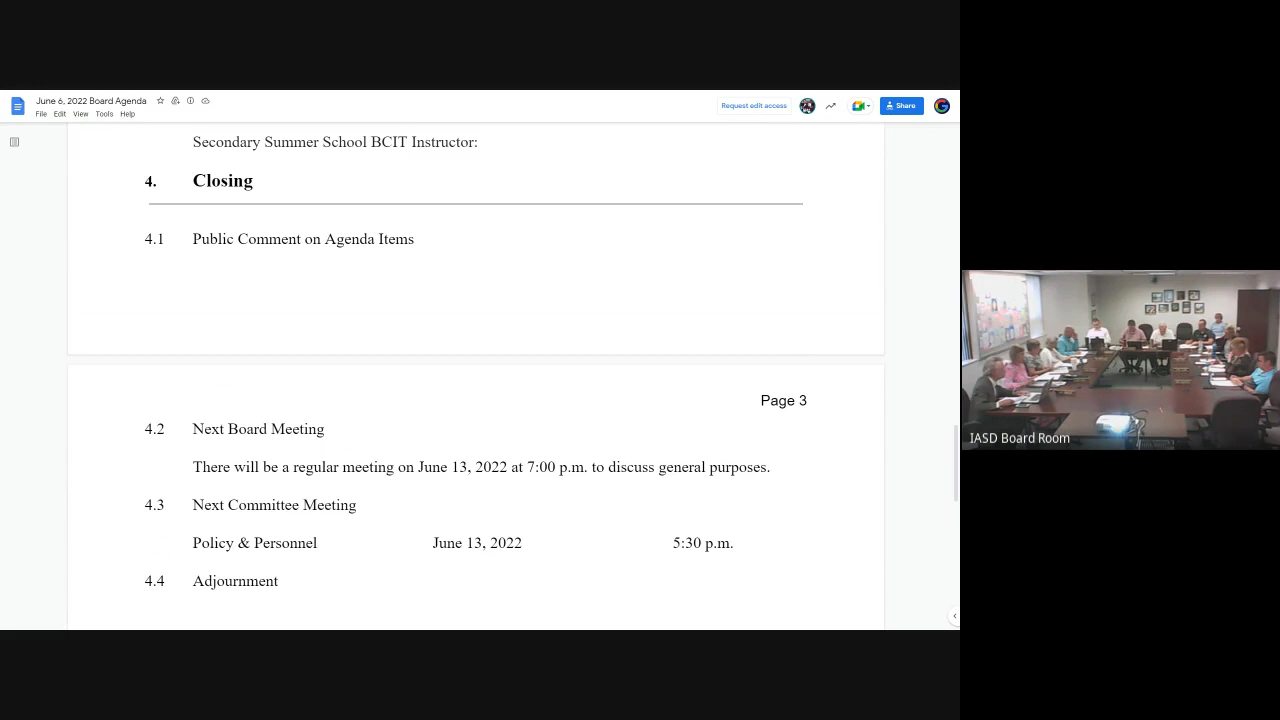 June 6, 2022 Board Agenda
File Edit View Tools Help
Request edit access
Share
Secondary Summer School BCIT Instructor:
4. Closing
4.1 Public Comment on Agenda Items
Page 3
4.2 Next Board Meeting
There will be a regular meeting on June 13, 2022 at 7:00 p.m. to discuss general purposes.
4.3 Next Committee Meeting
Policy & Personnel June 13, 2022 5:30 p.m.
4.4 Adjournment
IASD Board Room